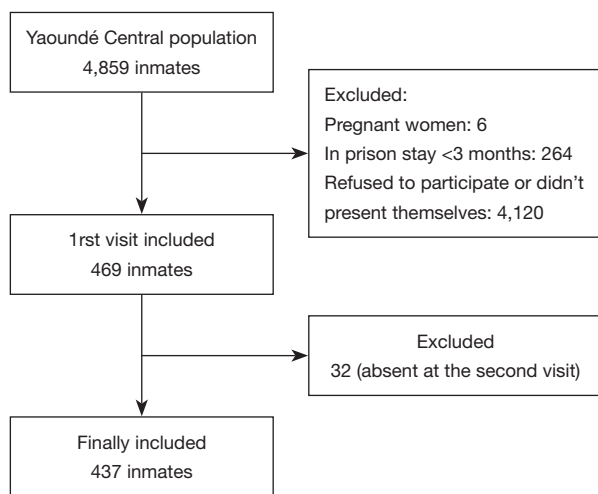 Yaoundé Central population
4,859 inmates
Excluded:
Pregnant women: 6
In prison stay <3 months: 264
Refused to participate or didn't
present themselves: 4,120
1rst visit included
469 inmates
Excluded
32 (absent at the second visit)
Finally included
437 inmates